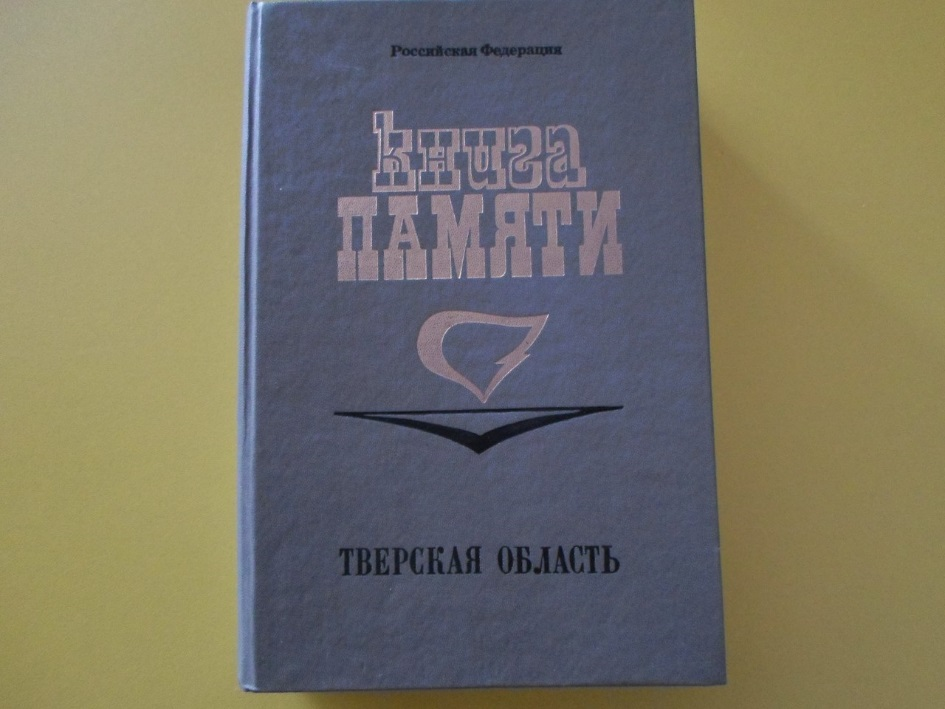 Российская Федерация
книга
ПАМЯТИ
ТВЕРСКАЯ ОБЛАСТЬ